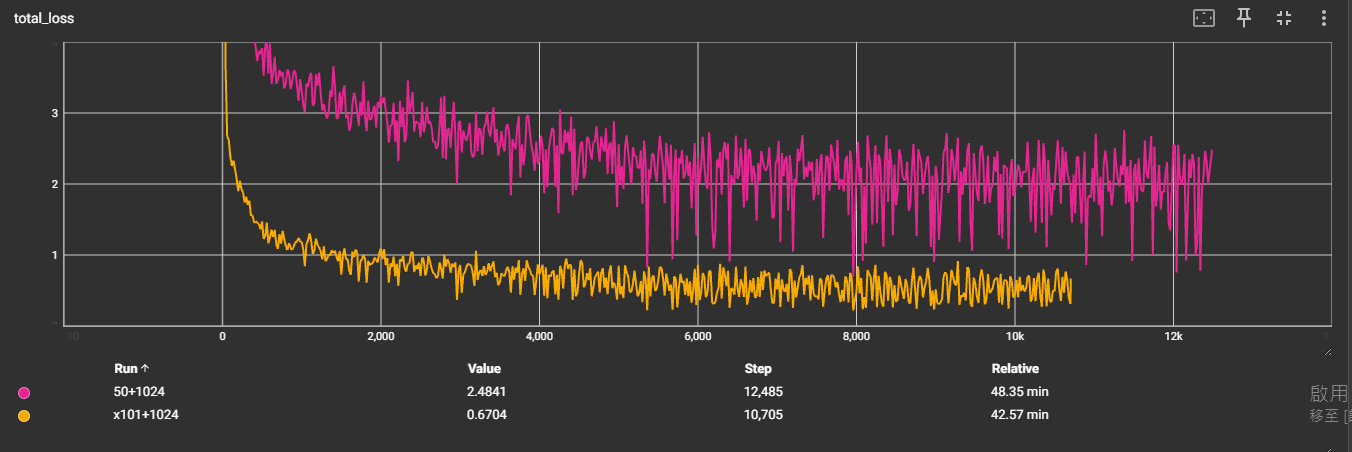 total_loss
3
2
1
0 2,000 4,000 6,000 8,000 10k 12k
Run Value Step Relative
50+1024 2.4841 12,485 48.35 min
x101+1024 0.6704 10,705 42.57 min
啟用
移至 [